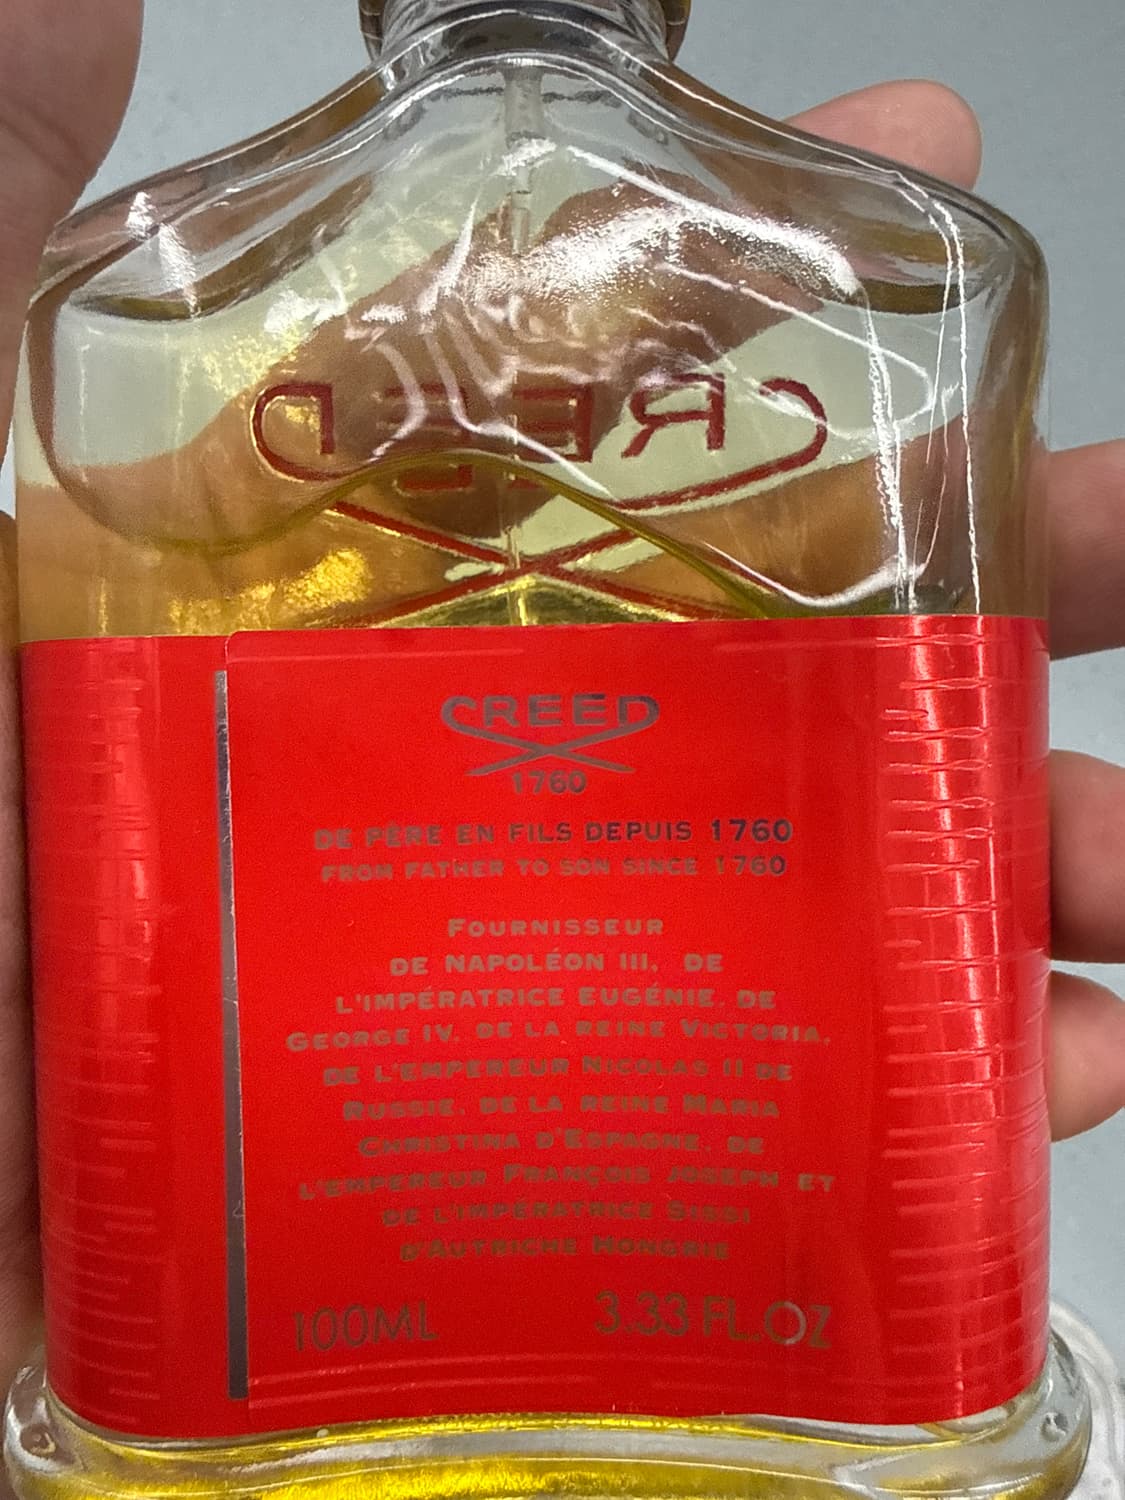 CREED
CREED
1760
DE PÈRE EN FILS DEPUIS 1760
FROM FATHER TO SON SINCE 1760
FOURNISSEUR
DE NAPOLÉON III, DE
L'IMPÉRATRICE EUGÉNIE, DE
GEORGE IV, DE LA REINE VICTORIA,
DE L'EMPEREUR NICOLAS II DE
RUSSIE, DE LA REINE MARIA
CHRISTINA D'ESPAGNE, DE
L'EMPEREUR FRANÇOIS JOSEPH ET
DE L'IMPÉRATRICE SISSI
D'AUTRICHE HONGRIE
100ML 3.33 FL.OZ